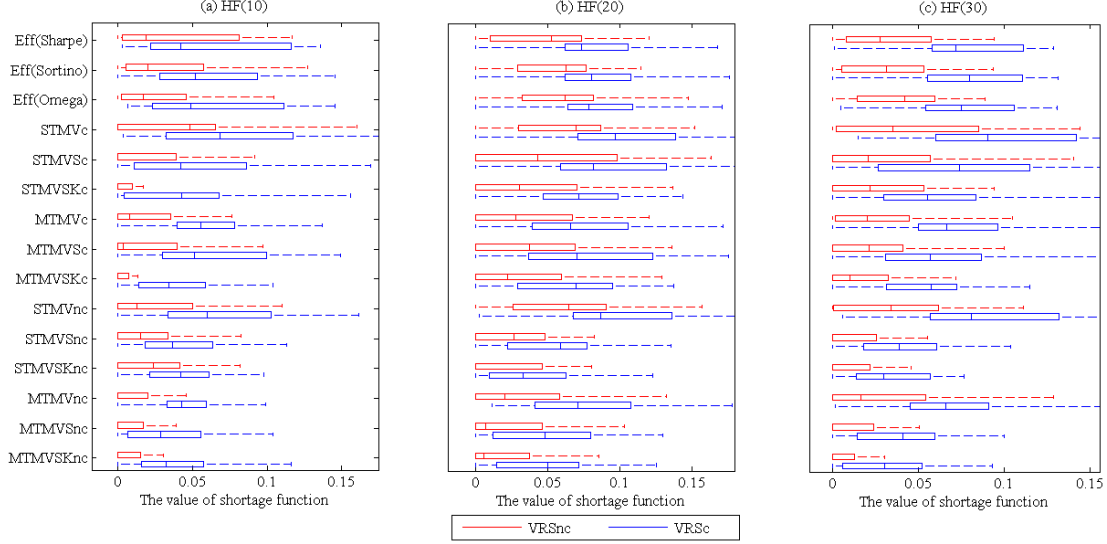 (a) HF(10)
(b) HF(20)
(c) HF(30)
Eff(Sharpe)
Eff(Sortino)
Eff(Omega)
STMVc
STMVSc
STMVSKc
MTMVc
MTMVSc
MTMVSKc
STMVnc
STMVSnc
STMVSKnc
MTMVnc
MTMVSnc
MTMVSKnc
0 0.05 0.1 0.15
0 0.05 0.1 0.15
0 0.05 0.1 0.15
The value of shortage function
The value of shortage function
The value of shortage function
VRSnc VRSc